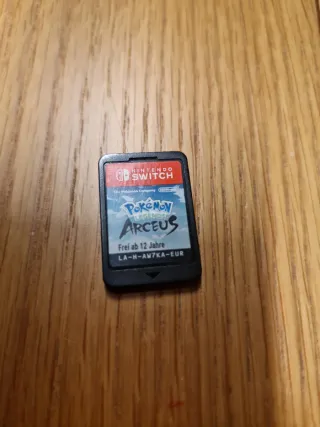 NINTENDO
SWITCH
Pokémon
ARCEUS
Frei ab 12 Jahre
LA-H-AW7KA-EUR